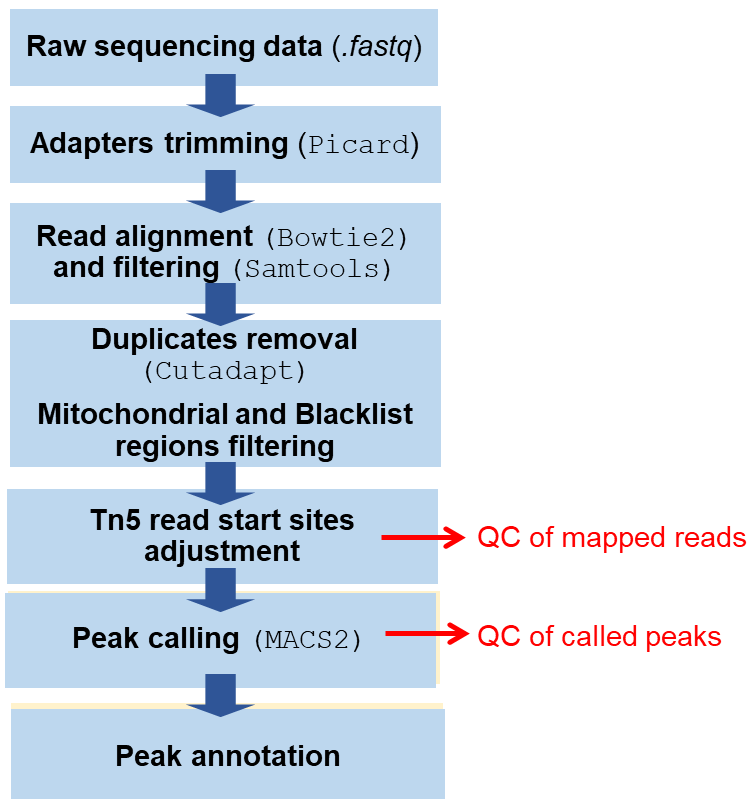 Raw sequencing data (.fastq)
Adapters trimming (Picard)
Read alignment (Bowtie2)
and filtering (Samtools)
Duplicates removal
(Cutadapt)
Mitochondrial and Blacklist
regions filtering
Tn5 read start sites
adjustment
QC of mapped reads
Peak calling (MACS2)
QC of called peaks
Peak annotation